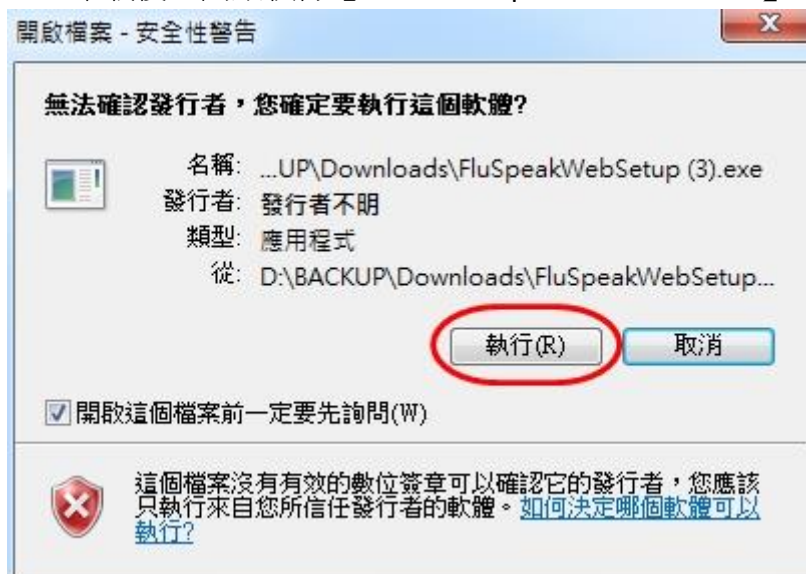 開啟檔案 - 安全性警告
無法確認發行者，您確定要執行這個軟體?
名稱: ...UP\Downloads\FluSpeakWebSetup (3).exe
發行者: 發行者不明
類型: 應用程式
從: D:\BACKUP\Downloads\FluSpeakWebSetup...
執行(R) 取消
開啟這個檔案前一定要先詢問(W)
這個檔案沒有有效的數位簽章可以確認它的發行者，您應該
只執行來自您所信任發行者的軟體。如何決定哪個軟體可以
執行?